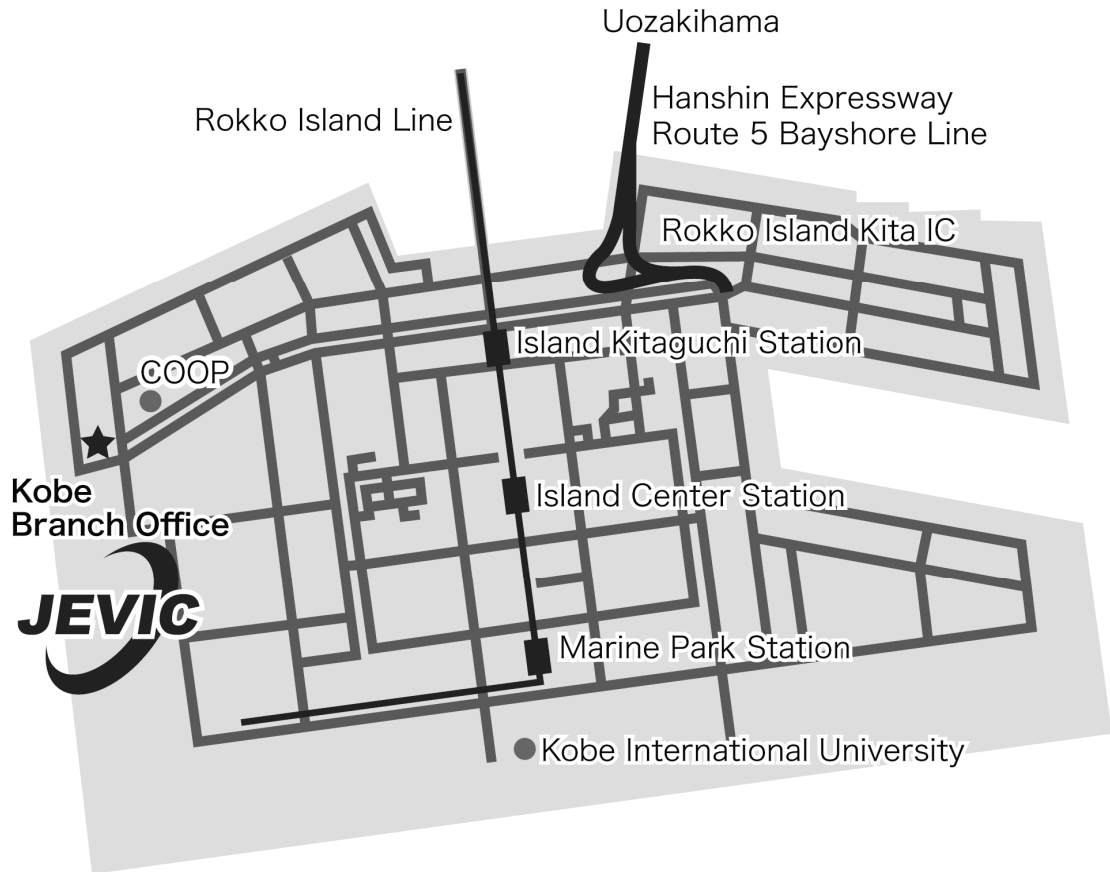 Uozakihama
Hanshin Expressway
Route 5 Bayshore Line
Rokko Island Line
Rokko Island Kita IC
Island Kitaguchi Station
COOP
Kobe
Branch Office
Island Center Station
JEVIC
Marine Park Station
Kobe International University